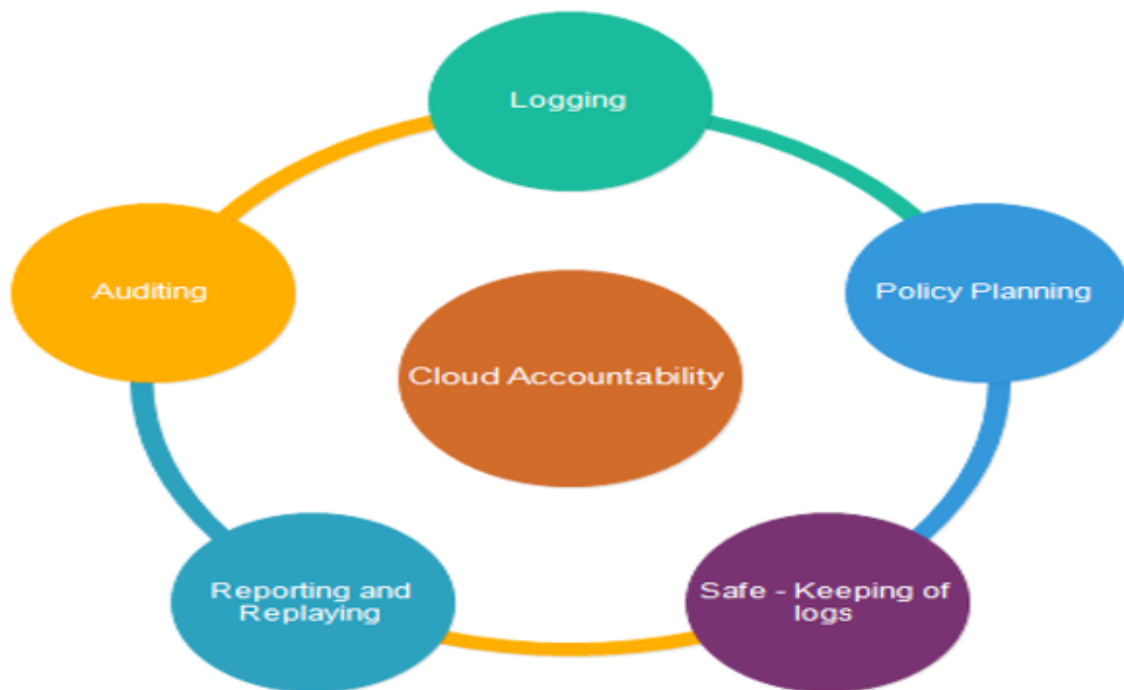 Logging
Auditing
Policy Planning
Cloud Accountability
Reporting and
Replaying
Safe - Keeping of
logs